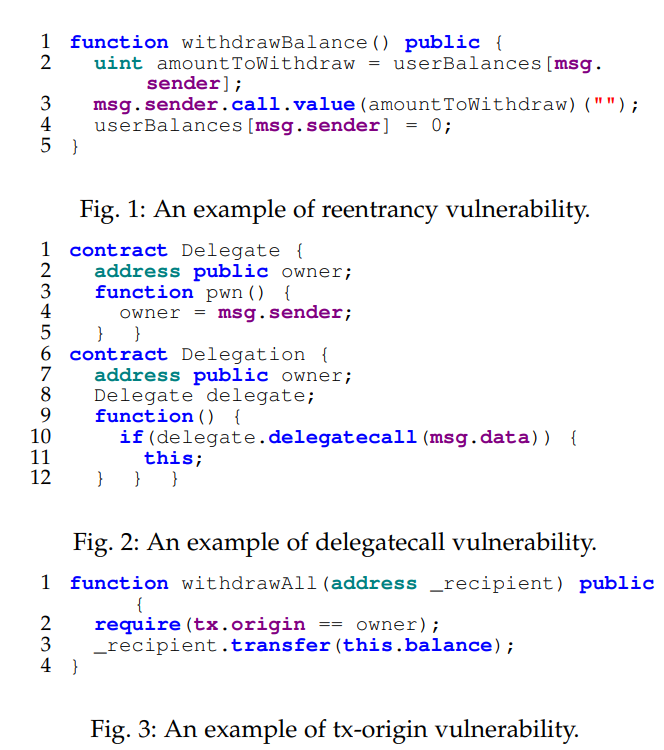 1 function withdrawBalance() public {
2 uint amountToWithdraw = userBalances[msg.
sender];
3 msg.sender.call.value(amountToWithdraw)("");
4 userBalances[msg.sender] = 0;
5 }
Fig. 1: An example of reentrancy vulnerability.
1 contract Delegate {
2 address public owner;
3 function pwn() {
4 owner = msg.sender;
5 } }
6 contract Delegation {
7 address public owner;
8 Delegate delegate;
9 function() {
10 if(delegate.delegatecall(msg.data)) {
11 this;
12 } } }
Fig. 2: An example of delegatecall vulnerability.
1 function withdrawAll(address _recipient) public
{
2 require(tx.origin == owner);
3 _recipient.transfer(this.balance);
4 }
Fig. 3: An example of tx-origin vulnerability.